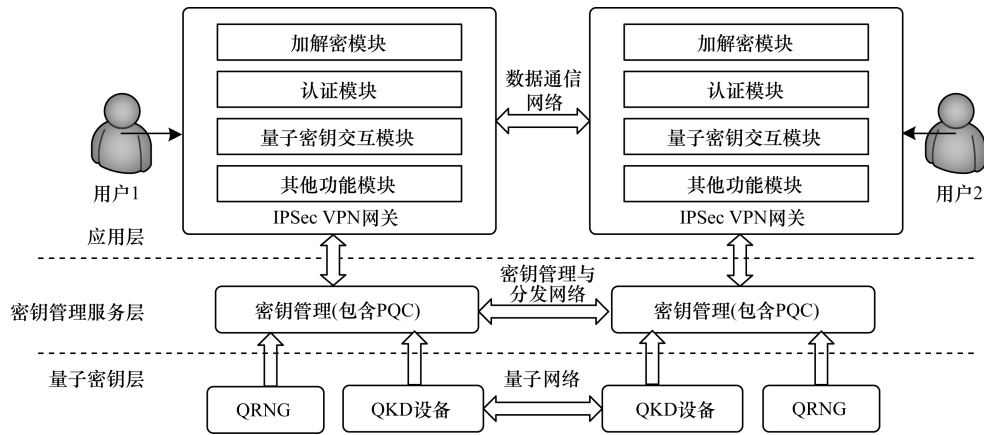 加解密模块
认证模块
量子密钥交互模块
其他功能模块
IPSec VPN网关
数据通信
网络
加解密模块
认证模块
量子密钥交互模块
其他功能模块
IPSec VPN网关
用户1
用户2
应用层
密钥管理服务层
密钥管理(包含PQC)
密钥管理与
分发网络
密钥管理(包含PQC)
量子密钥层
QRNG
QKD设备
量子网络
QKD设备
QRNG